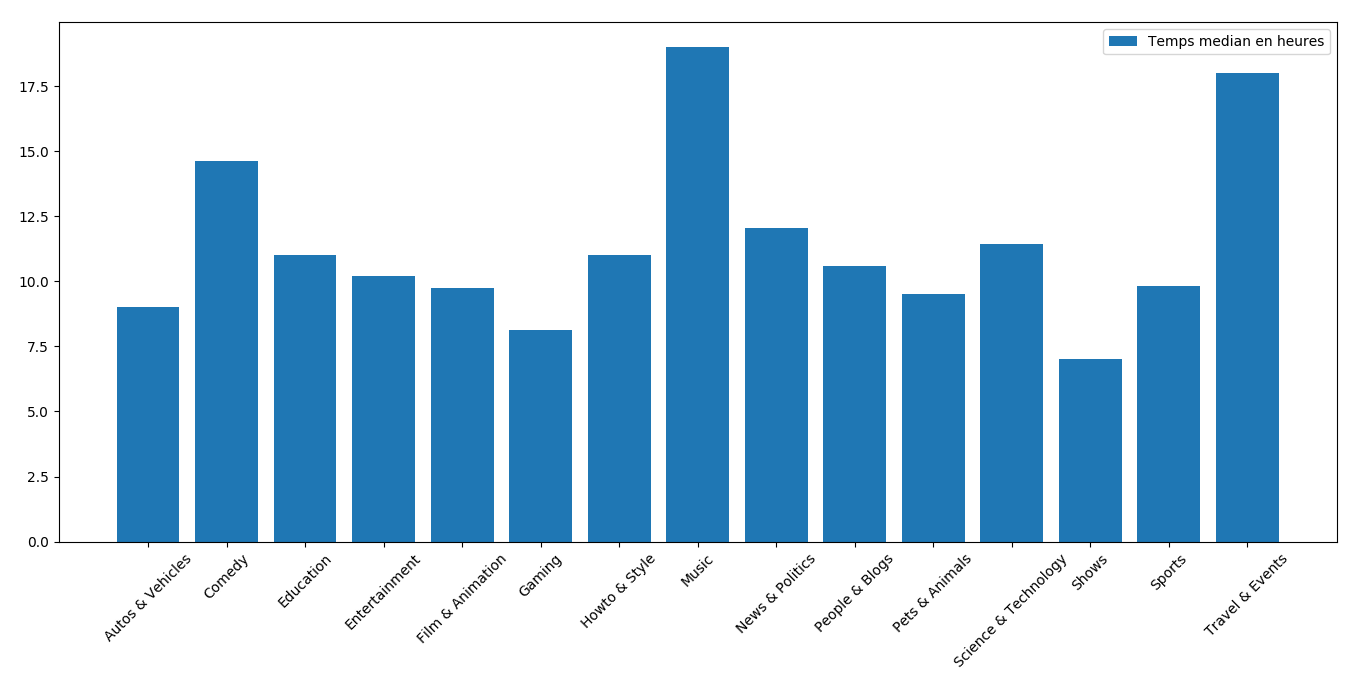 Temps median en heures
17.5
15.0
12.5
10.0
7.5
5.0
2.5
0.0
Autos & Vehicles
Comedy
Education
Entertainment
Film & Animation
Gaming
Howto & Style
Music
News & Politics
People & Blogs
Pets & Animals
Science & Technology
Shows
Sports
Travel & Events